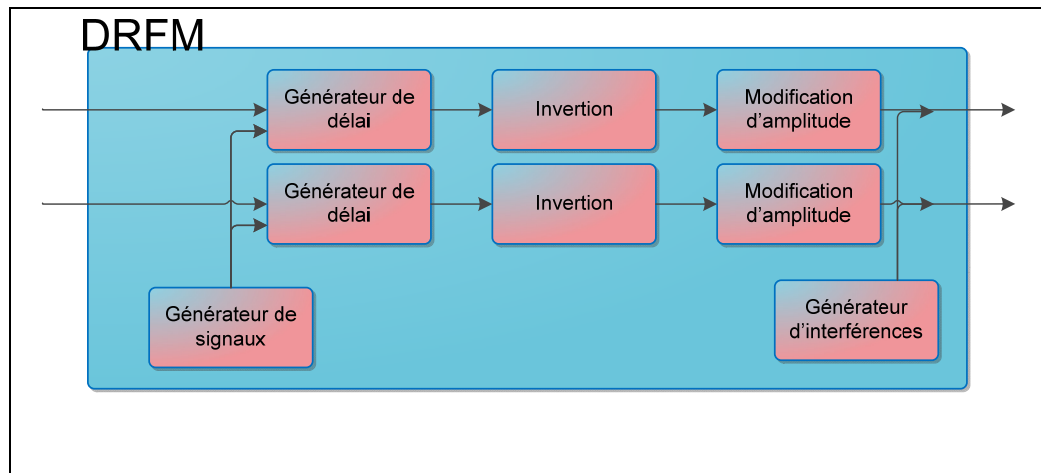 DRFM
Générateur de
délai
Invertion
Modification
d'amplitude
Générateur de
délai
Invertion
Modification
d'amplitude
Générateur de
signaux
Générateur
d'interférences